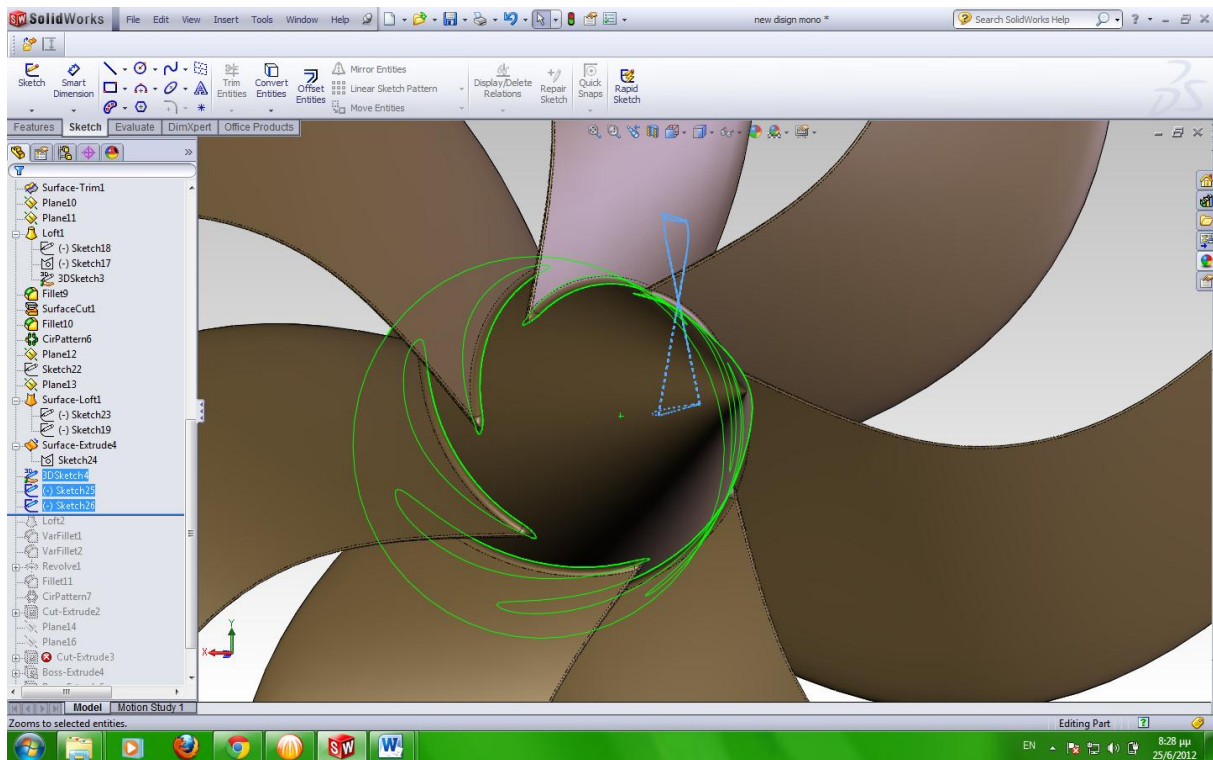 SolidWorks File Edit View Insert Tools Window Help new disign mono * Search SolidWorks Help ?
Sketch Smart Dimension Trim Entities Convert Entities Offset Entities Mirror Entities Linear Sketch Pattern Move Entities Display/Delete Relations Repair Sketch Quick Snaps Rapid Sketch
Features Sketch Evaluate DimXpert Office Products
Surface-Trim1
Plane10
Plane11
Loft1
(-) Sketch18
(-) Sketch17
3DSketch3
Fillet9
SurfaceCut1
Fillet10
CirPattern6
Plane12
Sketch22
Plane13
Surface-Loft1
(-) Sketch23
(-) Sketch19
Surface-Extrude4
Sketch24
3DSketch4
(-) Sketch25
(-) Sketch26
Loft2
VarFillet1
VarFillet2
Revolve1
Fillet11
CirPattern7
Cut-Extrude2
Plane14
Plane16
Cut-Extrude3
Boss-Extrude4
Y
X
Model Motion Study 1
Zooms to selected entities. Editing Part
EN 8:28 μμ
25/6/2012